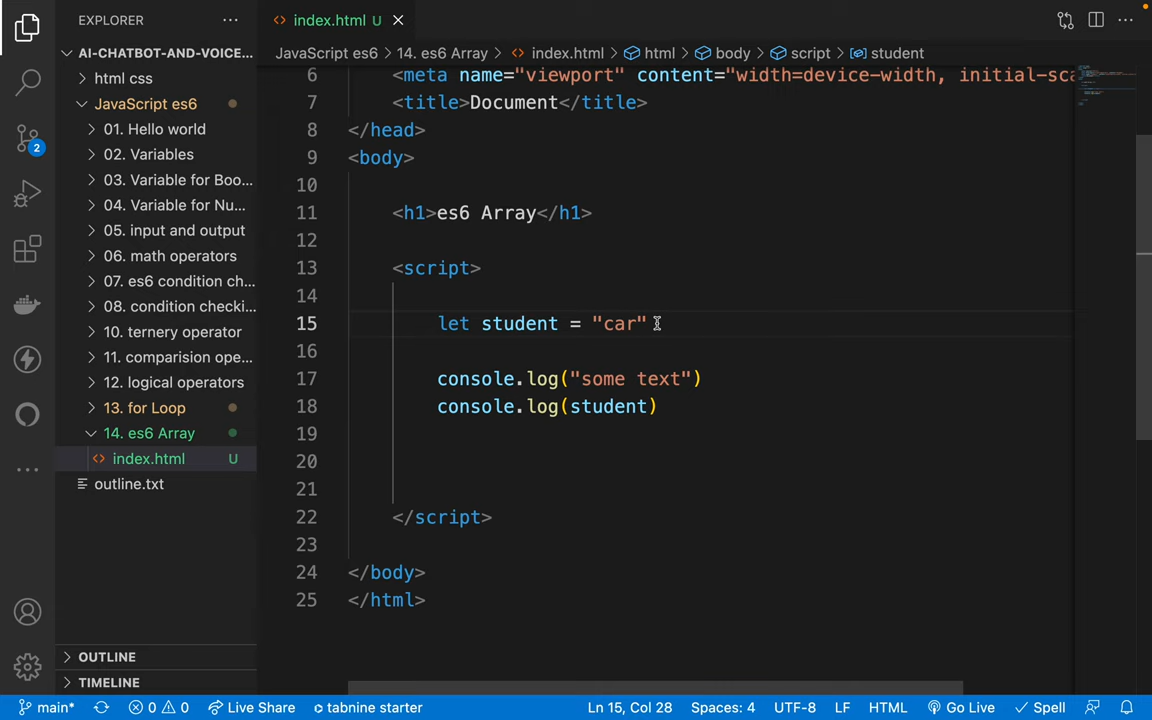 EXPLORER
AI-CHATBOT-AND-VOICE...
html css
JavaScript es6
01. Hello world
02. Variables
03. Variable for Boo...
04. Variable for Nu...
05. input and output
06. math operators
07. es6 condition ch...
08. condition checki...
10. ternery operator
11. comparision ope...
12. logical operators
13. for Loop
14. es6 Array
index.html U
outline.txt
OUTLINE
TIMELINE
2
index.html U
JavaScript es6 > 14. es6 Array > index.html > html > body > script > student
6 <meta name="viewport" content="width=device-width, initial-sca
7 <title>Document</title>
8 </head>
9 <body>
10
11 <h1>es6 Array</h1>
12
13 <script>
14
15 let student = "car"
16
17 console.log("some text")
18 console.log(student)
19
20
21
22 </script>
23
24 </body>
25 </html>
main* 0 0 Live Share tabnine starter Ln 15, Col 28 Spaces: 4 UTF-8 LF HTML Go Live Spell